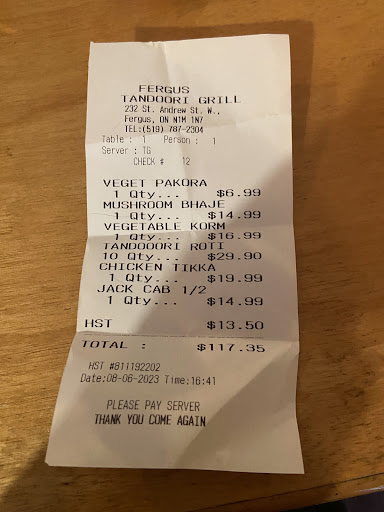 FERGUS
TANDOORI GRILL
232 St. Andrew St. W.,
Fergus, ON N1M 1N7
TEL:(519) 787-2304
Table : 1 Person : 1
Server : TG
CHECK # 12
VEGET PAKORA
1 Qty... $6.99
MUSHROOM BHAJE
1 Qty... $14.99
VEGETABLE KORM
1 Qty... $16.99
TANDOOORI ROTI
10 Qty... $29.90
CHICKEN TIKKA
1 Qty... $19.99
JACK CAB 1/2
1 Qty... $14.99
HST $13.50
TOTAL : $117.35
HST #811192202
Date:08-06-2023 Time:16:41
PLEASE PAY SERVER
THANK YOU COME AGAIN